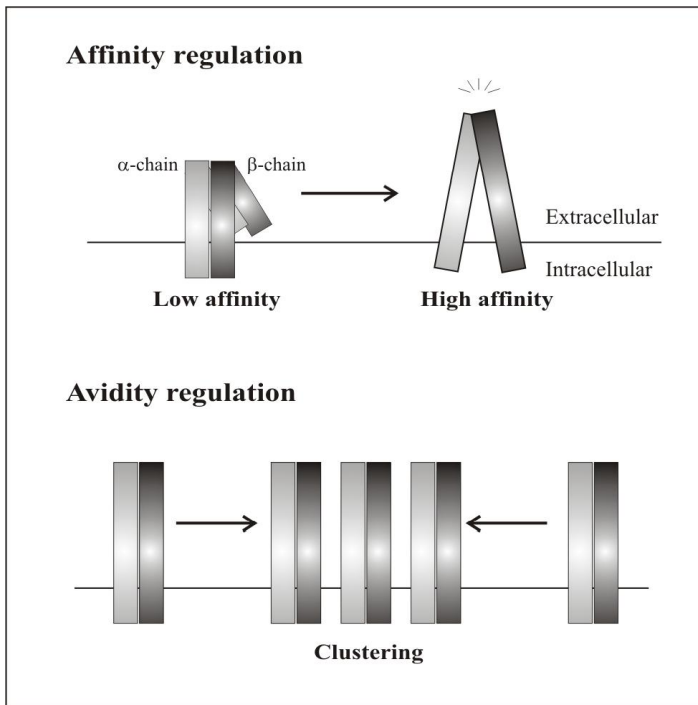 Affinity regulation
α-chain
β-chain
Extracellular
Intracellular
Low affinity
High affinity
Avidity regulation
Clustering